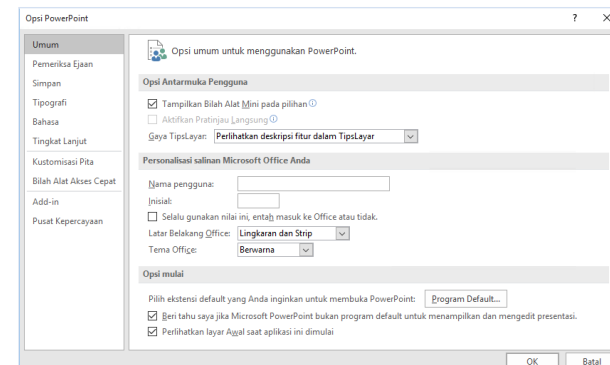 Opsi PowerPoint
?
Umum
Pemeriksa Ejaan
Simpan
Tipografi
Bahasa
Tingkat Lanjut
Kustomisasi Pita
Bilah Alat Akses Cepat
Add-in
Pusat Kepercayaan
Opsi umum untuk menggunakan PowerPoint.
Opsi Antarmuka Pengguna
Tampilkan Bilah Alat Mini pada pilihan
Aktifkan Pratinjau Langsung
Gaya TipsLayar: Perlihatkan deskripsi fitur dalam TipsLayar
Personalisasi salinan Microsoft Office Anda
Nama pengguna:
Inisial:
Selalu gunakan nilai ini, entah masuk ke Office atau tidak.
Latar Belakang Office: Lingkaran dan Strip
Tema Office: Berwarna
Opsi mulai
Pilih ekstensi default yang Anda inginkan untuk membuka PowerPoint: Program Default...
Beri tahu saya jika Microsoft PowerPoint bukan program default untuk menampilkan dan mengedit presentasi.
Perlihatkan layar Awal saat aplikasi ini dimulai
OK Batal